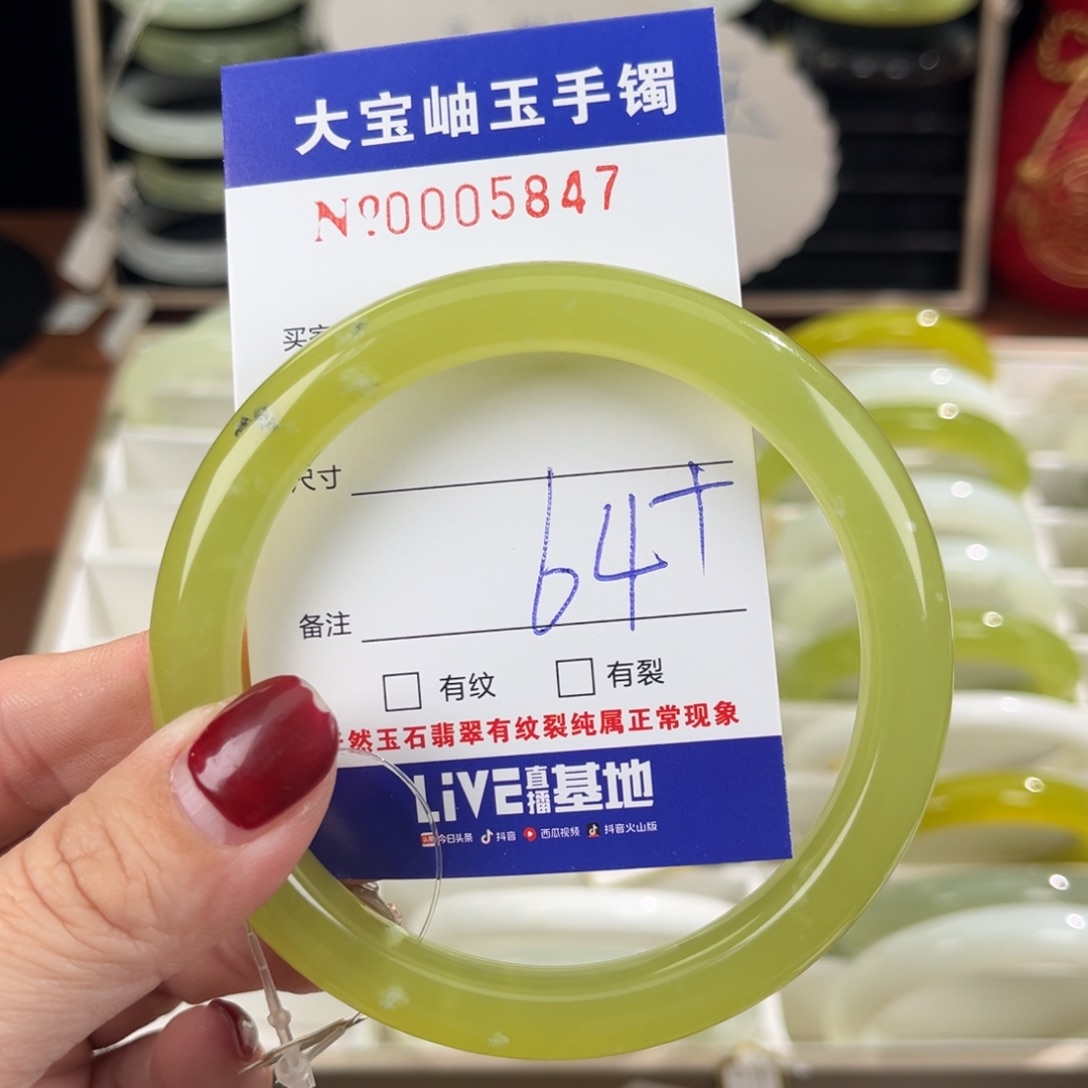 大宝岫玉手镯
Nº0005847
买家
尺寸
64+
备注
有纹 有裂
然玉石翡翠有纹裂纯属正常现象
LiVE直播基地
今日头条 抖音 西瓜视频 抖音火山版